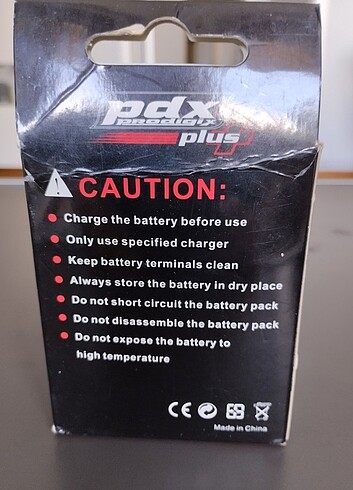 pdx
prodigix
plus+
CAUTION:
Charge the battery before use
Only use specified charger
Keep battery terminals clean
Always store the battery in dry place
Do not short circuit the battery pack
Do not disassemble the battery pack
Do not expose the battery to
high temperature
CE
Made in China